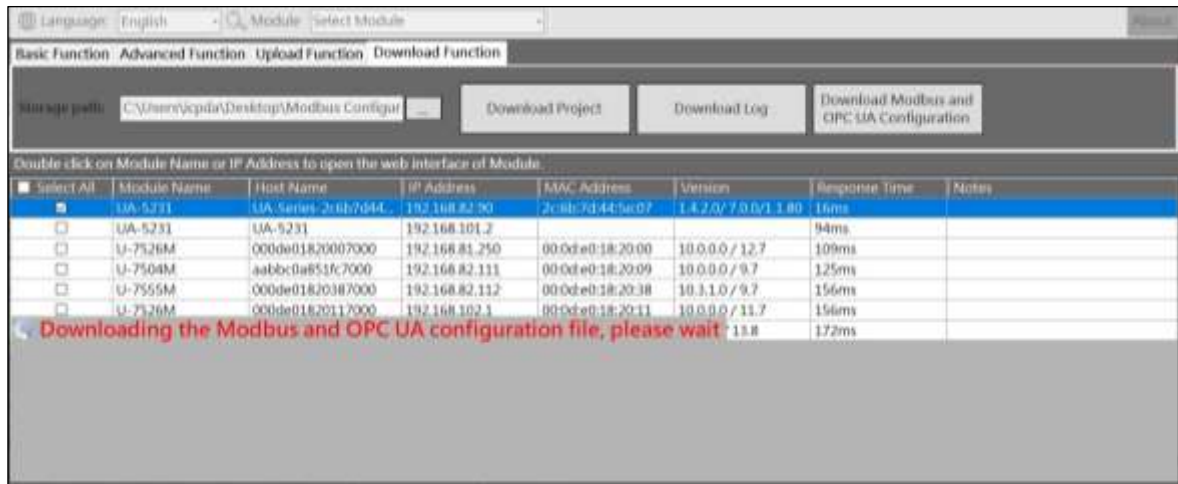 Language: English Module Select Module About
Basic Function Advanced Function Upload Function Download Function
Storage path: C:\Users\icpda\Desktop\Modbus Configur ... Download Project Download Log Download Modbus and
OPC UA Configuration
Double click on Module Name or IP Address to open the web interface of Module.
Select All Module Name Host Name IP Address MAC Address Version Response Time Notes
UA-5231 UA-Series-2c6b7d44... 192.168.82.90 2c:6b:7d:44:5e:07 1.4.2.0/ 7.0.0/1.1.80 16ms
UA-5231 UA-5231 192.168.101.2 94ms
U-7526M 000de01820007000 192.168.81.250 00:0d:e0:18:20:00 10.0.0.0 / 12.7 109ms
U-7504M aabbc0a851fc7000 192.168.82.111 00:0d:e0:18:20:09 10.0.0.0 / 9.7 125ms
U-7555M 000de01820387000 192.168.82.112 00:0d:e0:18:20:38 10.3.1.0 / 9.7 156ms
U-7526M 000de01820117000 192.168.102.1 00:0d:e0:18:20:11 10.0.0.0 / 11.7 156ms
Downloading the Modbus and OPC UA configuration file, please wait 13.8 172ms